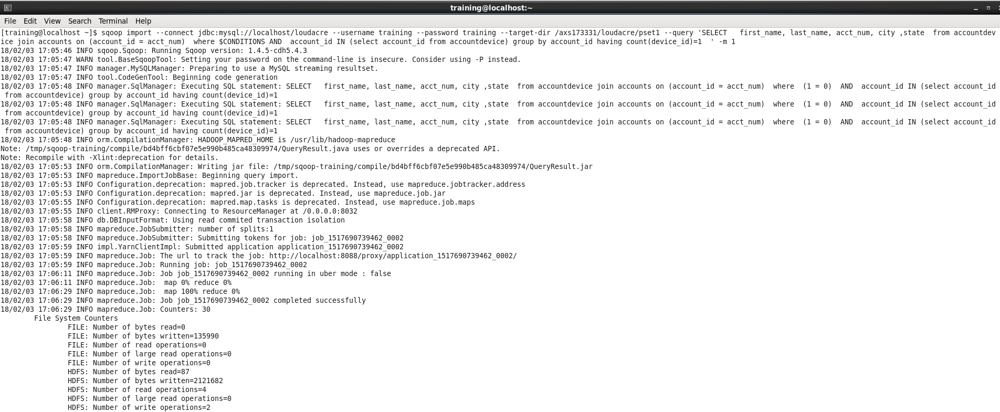 training@localhost:~
File Edit View Search Terminal Help
[training@localhost ~]$ sqoop import --connect jdbc:mysql://localhost/loudacre --username training --password training --target-dir /axs173331/loudacre/pset1 --query 'SELECT   first_name, last_name, acct_num, city ,state  from accountdev
ice join accounts on (account_id = acct_num)  where $CONDITIONS AND  account_id IN (select account_id from accountdevice) group by account_id having count(device_id)=1  ' -m 1
18/02/03 17:05:46 INFO sqoop.Sqoop: Running Sqoop version: 1.4.5-cdh5.4.3
18/02/03 17:05:47 WARN tool.BaseSqoopTool: Setting your password on the command-line is insecure. Consider using -P instead.
18/02/03 17:05:47 INFO manager.MySQLManager: Preparing to use a MySQL streaming resultset.
18/02/03 17:05:47 INFO tool.CodeGenTool: Beginning code generation
18/02/03 17:05:48 INFO manager.SqlManager: Executing SQL statement: SELECT   first_name, last_name, acct_num, city ,state  from accountdevice join accounts on (account_id = acct_num)  where  (1 = 0)  AND  account_id IN (select account_id
 from accountdevice) group by account_id having count(device_id)=1
18/02/03 17:05:48 INFO manager.SqlManager: Executing SQL statement: SELECT   first_name, last_name, acct_num, city ,state  from accountdevice join accounts on (account_id = acct_num)  where  (1 = 0)  AND  account_id IN (select account_id
 from accountdevice) group by account_id having count(device_id)=1
18/02/03 17:05:48 INFO manager.SqlManager: Executing SQL statement: SELECT   first_name, last_name, acct_num, city ,state  from accountdevice join accounts on (account_id = acct_num)  where  (1 = 0)  AND  account_id IN (select account_id
 from accountdevice) group by account_id having count(device_id)=1
18/02/03 17:05:48 INFO orm.CompilationManager: HADOOP_MAPRED_HOME is /usr/lib/hadoop-mapreduce
Note: /tmp/sqoop-training/compile/bd4bff6cbf07e5e990b485ca48309974/QueryResult.java uses or overrides a deprecated API.
Note: Recompile with -Xlint:deprecation for details.
18/02/03 17:05:53 INFO orm.CompilationManager: Writing jar file: /tmp/sqoop-training/compile/bd4bff6cbf07e5e990b485ca48309974/QueryResult.jar
18/02/03 17:05:53 INFO mapreduce.ImportJobBase: Beginning query import.
18/02/03 17:05:53 INFO Configuration.deprecation: mapred.job.tracker is deprecated. Instead, use mapreduce.jobtracker.address
18/02/03 17:05:53 INFO Configuration.deprecation: mapred.jar is deprecated. Instead, use mapreduce.job.jar
18/02/03 17:05:55 INFO Configuration.deprecation: mapred.map.tasks is deprecated. Instead, use mapreduce.job.maps
18/02/03 17:05:55 INFO client.RMProxy: Connecting to ResourceManager at /0.0.0.0:8032
18/02/03 17:05:58 INFO db.DBInputFormat: Using read commited transaction isolation
18/02/03 17:05:58 INFO mapreduce.JobSubmitter: number of splits:1
18/02/03 17:05:58 INFO mapreduce.JobSubmitter: Submitting tokens for job: job_1517690739462_0002
18/02/03 17:05:59 INFO impl.YarnClientImpl: Submitted application application_1517690739462_0002
18/02/03 17:05:59 INFO mapreduce.Job: The url to track the job: http://localhost:8088/proxy/application_1517690739462_0002/
18/02/03 17:05:59 INFO mapreduce.Job: Running job: job_1517690739462_0002
18/02/03 17:06:11 INFO mapreduce.Job: Job job_1517690739462_0002 running in uber mode : false
18/02/03 17:06:11 INFO mapreduce.Job:  map 0% reduce 0%
18/02/03 17:06:29 INFO mapreduce.Job:  map 100% reduce 0%
18/02/03 17:06:29 INFO mapreduce.Job: Job job_1517690739462_0002 completed successfully
18/02/03 17:06:29 INFO mapreduce.Job: Counters: 30
        File System Counters
                FILE: Number of bytes read=0
                FILE: Number of bytes written=135990
                FILE: Number of read operations=0
                FILE: Number of large read operations=0
                FILE: Number of write operations=0
                HDFS: Number of bytes read=87
                HDFS: Number of bytes written=2121682
                HDFS: Number of read operations=4
                HDFS: Number of large read operations=0
                HDFS: Number of write operations=2